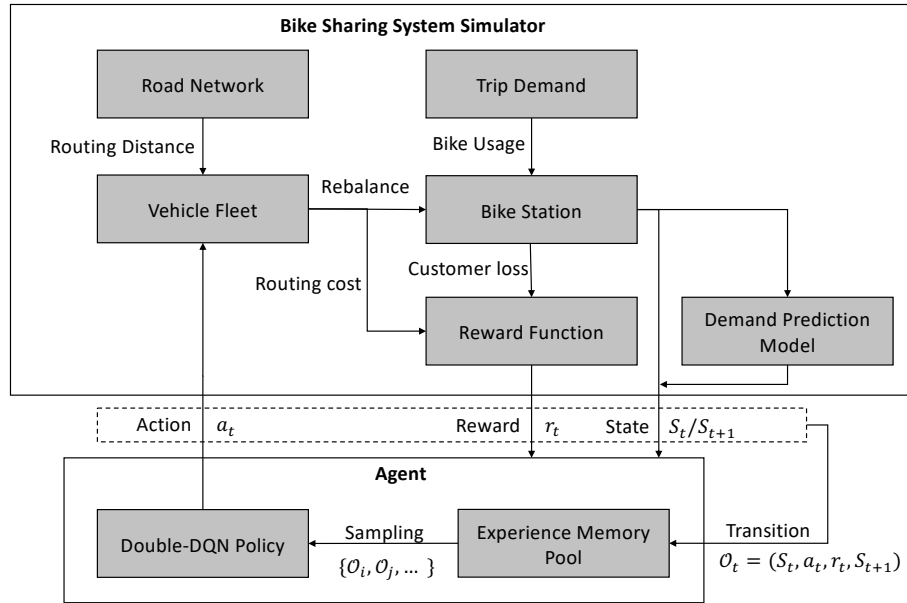 Bike Sharing System Simulator
Road Network
Trip Demand
Routing Distance
Bike Usage
Vehicle Fleet
Rebalance
Bike Station
Routing cost
Customer loss
Reward Function
Demand Prediction
Model
Action a_t
Reward r_t
State S_t/S_{t+1}
Agent
Double-DQN Policy
Sampling
{𝒪_i, 𝒪_j, … }
Experience Memory
Pool
Transition
𝒪_t = (S_t, a_t, r_t, S_{t+1})